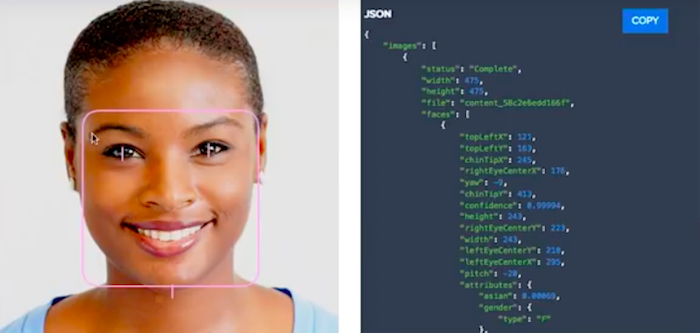 JSON
COPY
{
"images": [
{
"status": "Complete",
"width": 475,
"height": 475,
"file": "content_58c2e6edd166f",
"faces": [
{
"topLeftX": 121,
"topLeftY": 163,
"chinTipX": 245,
"rightEyeCenterX": 176,
"yaw": -9,
"chinTipY": 413,
"confidence": 0.99994,
"height": 243,
"rightEyeCenterY": 223,
"width": 243,
"leftEyeCenterY": 218,
"leftEyeCenterX": 295,
"pitch": -20,
"attributes": {
"asian": 0.00069,
"gender": {
"type": "F"
},